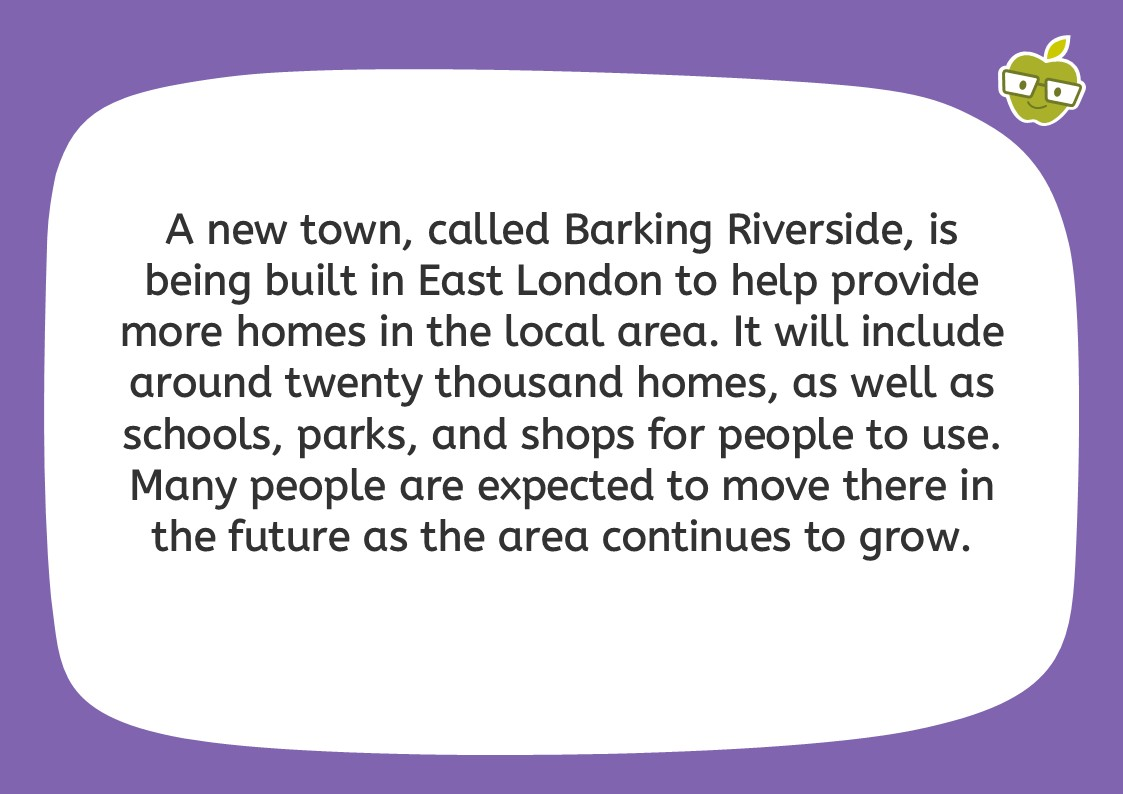 A new town, called Barking Riverside, is
being built in East London to help provide
more homes in the local area. It will include
around twenty thousand homes, as well as
schools, parks, and shops for people to use.
Many people are expected to move there in
the future as the area continues to grow.